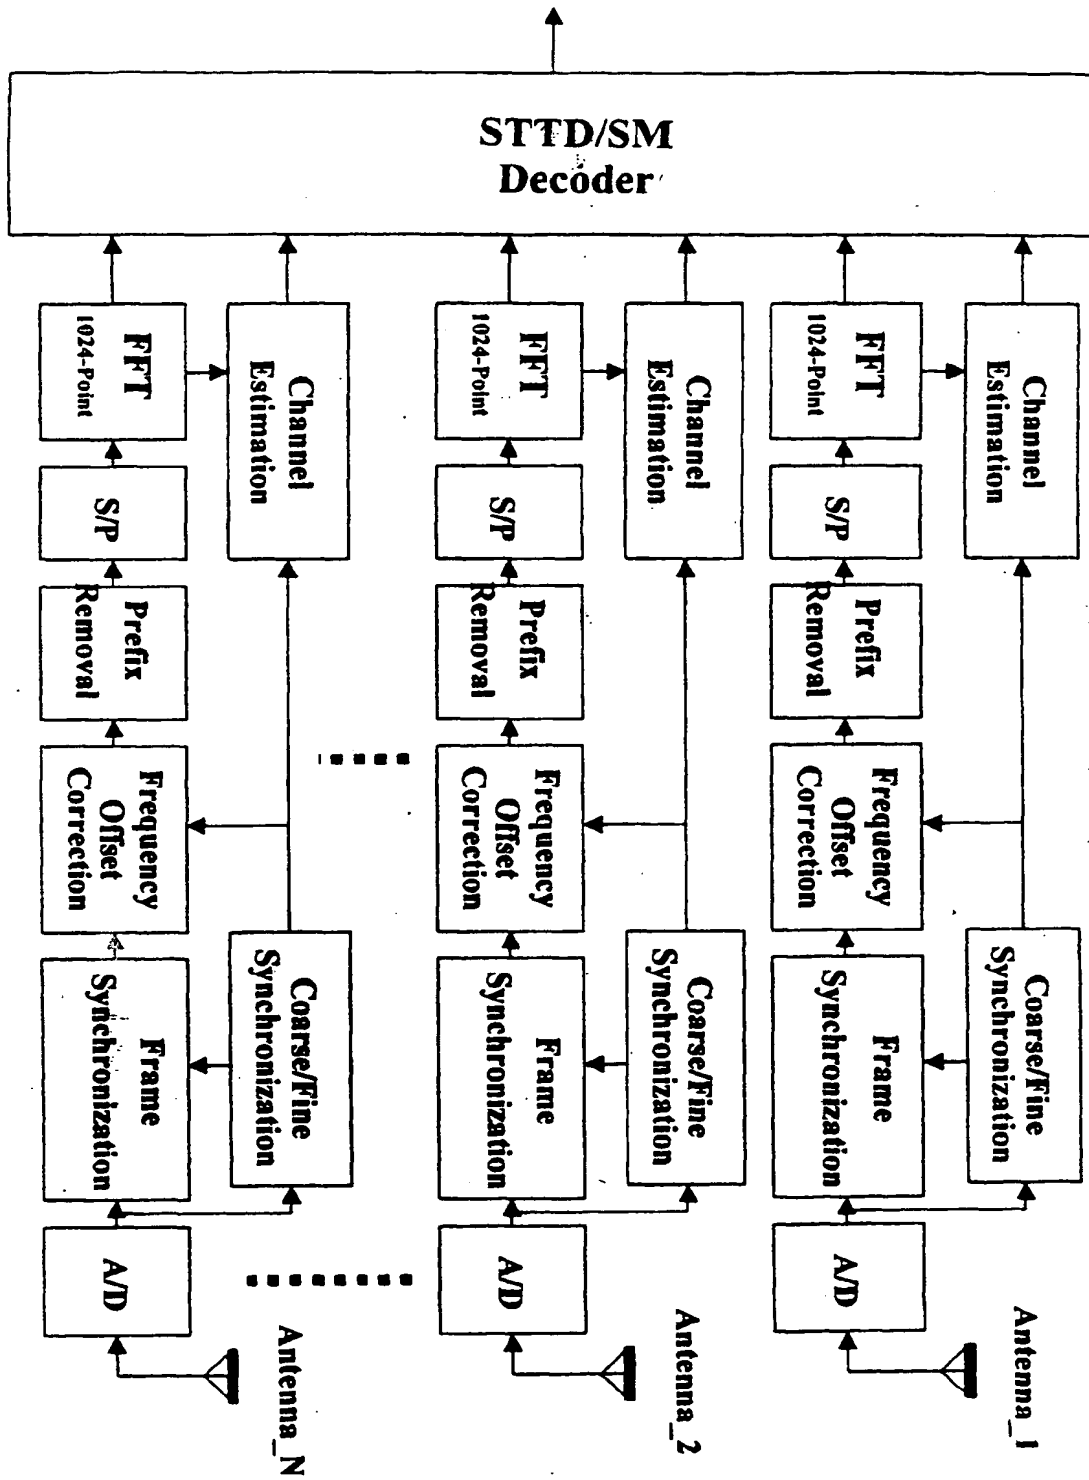 STTD/SM
Decoder
Antenna_1
A/D
Coarse/Fine
Synchronization
Frame
Synchronization
Frequency
Offset
Correction
Prefix
Removal
S/P
FFT
1024-Point
Channel
Estimation
Antenna_2
A/D
Coarse/Fine
Synchronization
Frame
Synchronization
Frequency
Offset
Correction
Prefix
Removal
S/P
FFT
1024-Point
Channel
Estimation
Antenna_N
A/D
Coarse/Fine
Synchronization
Frame
Synchronization
Frequency
Offset
Correction
Prefix
Removal
S/P
FFT
1024-Point
Channel
Estimation